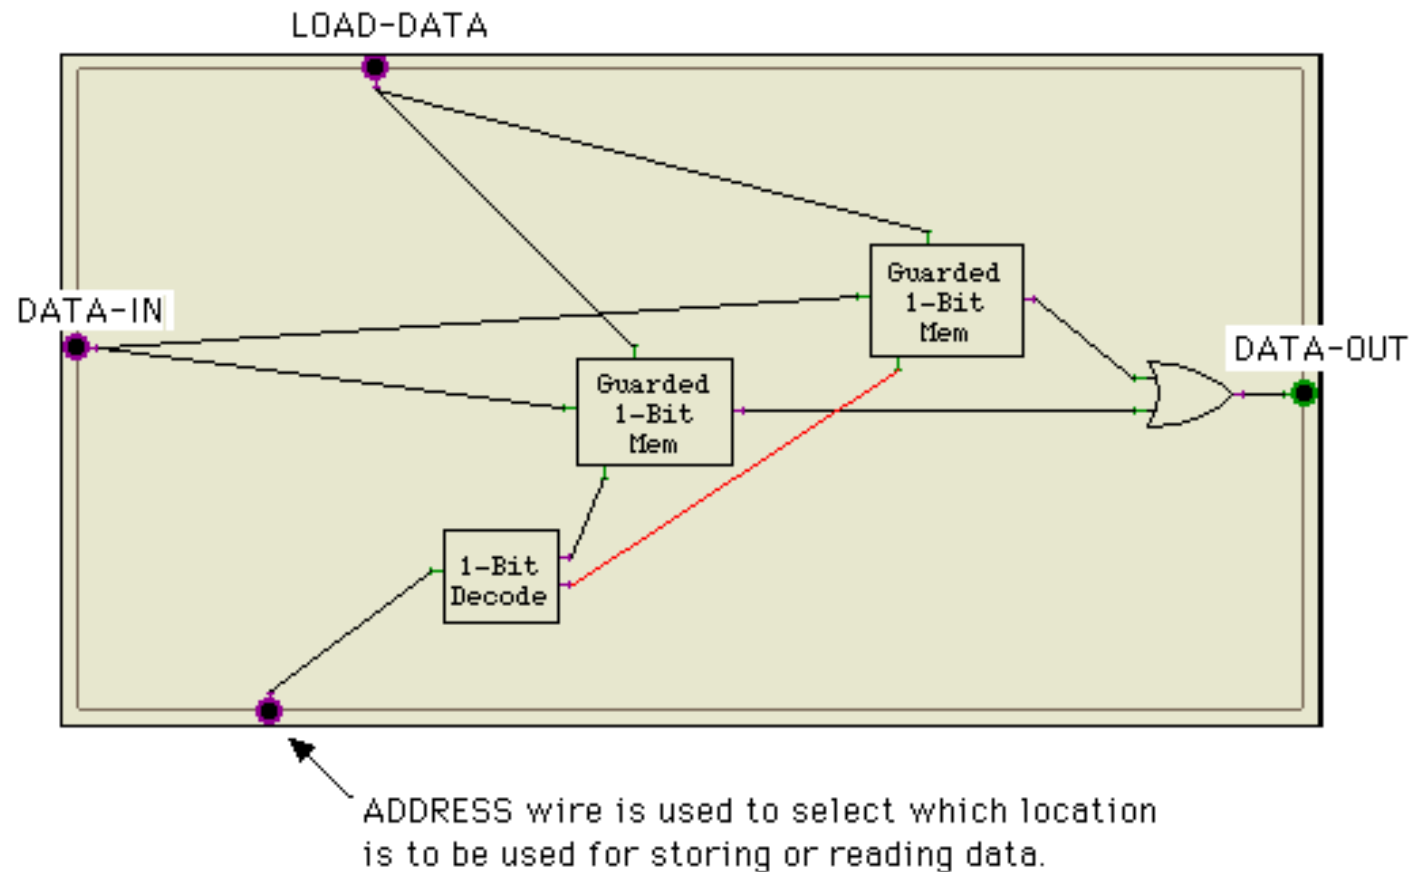 LOAD-DATA
Guarded
1-Bit
Mem
DATA-IN
DATA-OUT
Guarded
1-Bit
Mem
1-Bit
Decode
ADDRESS wire is used to select which location
is to be used for storing or reading data.